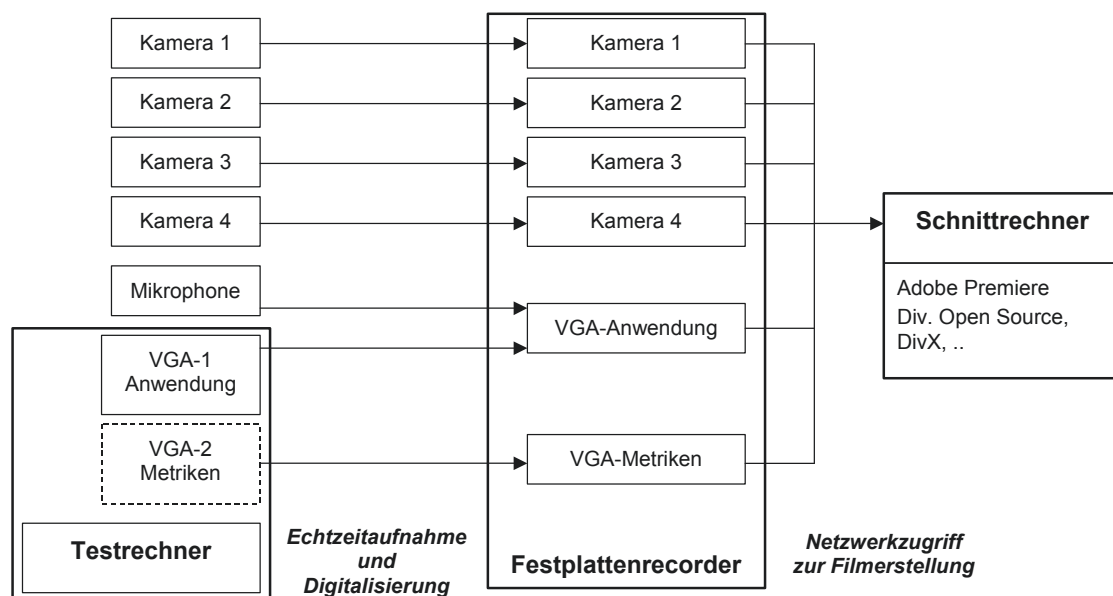 Kamera 1
Kamera 2
Kamera 3
Kamera 4
Mikrophone
VGA-1
Anwendung
VGA-2
Metriken
Testrechner
Echtzeitaufnahme
und
Digitalisierung
Kamera 1
Kamera 2
Kamera 3
Kamera 4
VGA-Anwendung
VGA-Metriken
Festplattenrecorder
Netzwerkzugriff
zur Filmerstellung
Schnittrechner
Adobe Premiere
Div. Open Source,
DivX, ..